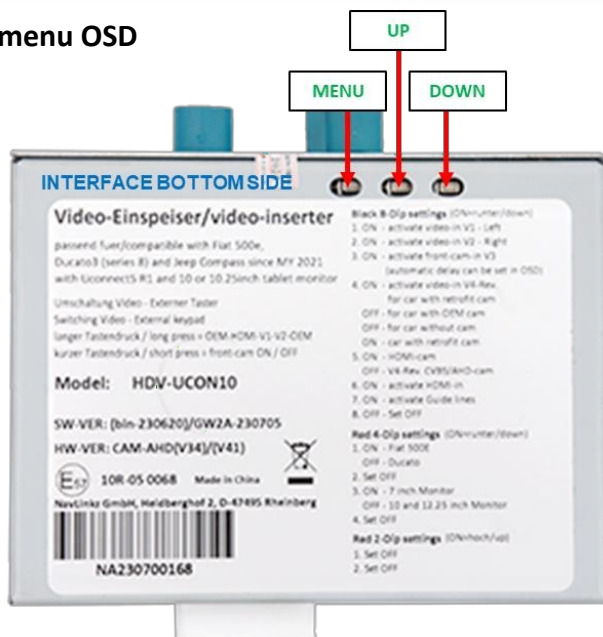 menu OSD
UP
MENU
DOWN
INTERFACE BOTTOM SIDE
Video-Einspeiser/video-inserter
passend fuer/compatible with Fiat 500e,
Ducato3 (series 8) and Jeep Compass since MY 2021
with Uconnect5 R1 and 10 or 10.25inch tablet monitor
Umschaltung Video - Externer Taster
Switching Video - External keypad
langer Tastendruck / long press = OEM-HDMI-V1-V2-OEM
kurzer Tastendruck / short press = front-cam ON / OFF
Model: HDV-UCON10
SW-VER: (bln-230620)/GW2A-230705
HW-VER: CAM-AHD(V34)/(V41)
E57 10R-05 0068 Made in China
NavLinkz GmbH, Heidberghof 2, D-47495 Rheinberg
NA230700168
Black 8-Dip settings (ON=runter/down)
1. ON - activate video-in V1 - Left
2. ON - activate video-in V2 - Right
3. ON - activate front-cam-in V3
(automatic delay can be set in OSD)
4. ON - activate video-in V4-Rev.
for car with retrofit cam
OFF - for car with OEM cam
OFF - for car without cam
ON - car with retrofit cam
5. ON - HDMI-cam
OFF - V4-Rev. CVBS/AHD-cam
6. ON - activate HDMI-in
7. ON - activate Guide lines
8. OFF - Set OFF
Red 4-Dip settings (ON=runter/down)
1. ON - Fiat 500E
OFF - Ducato
2. Set OFF
3. ON - 7 inch Monitor
OFF - 10 and 12.25 inch Monitor
4. Set OFF
Red 2-Dip settings (ON=hoch/up)
1. Set OFF
2. Set OFF